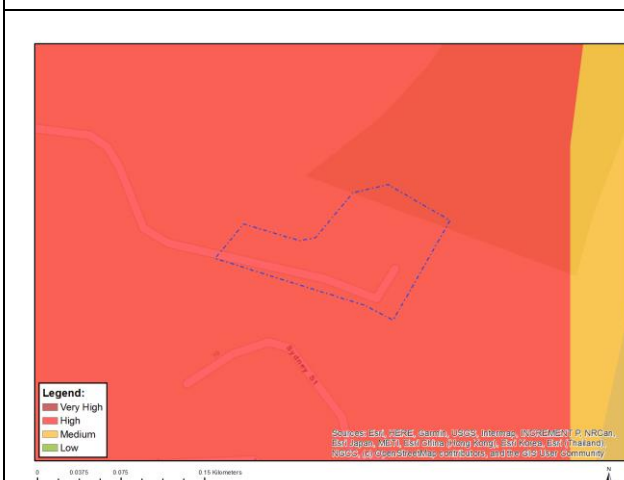 Sydney St
Legend:
Very High
High
Medium
Low
Sources: Esri, HERE, Garmin, USGS, Intermap, INCREMENT P, NRCan,
Esri Japan, METI, Esri China (Hong Kong), Esri Korea, Esri (Thailand)
NGCC, (c) OpenStreetMap contributors, and the GIS User Community
0 0.0375 0.075 0.15 Kilometers
N